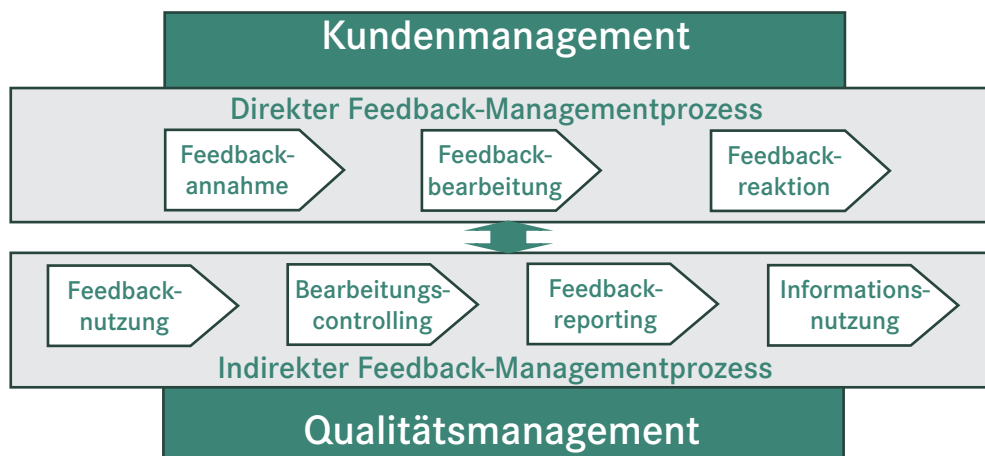 Kundenmanagement
Direkter Feedback-Managementprozess
Feedback-
annahme
Feedback-
bearbeitung
Feedback-
reaktion
Feedback-
nutzung
Bearbeitungs-
controlling
Feedback-
reporting
Informations-
nutzung
Indirekter Feedback-Managementprozess
Qualitätsmanagement